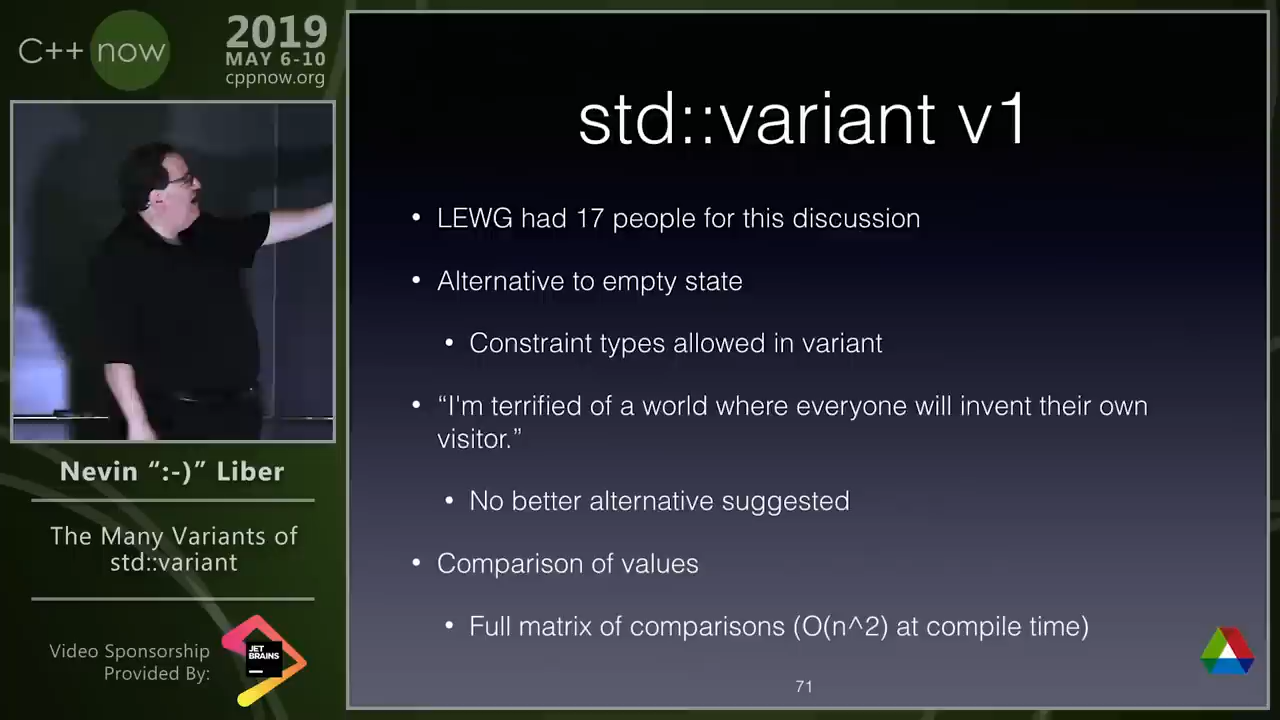 C++ now
2019
MAY 6-10
cppnow.org
Nevin “:-)” Liber
The Many Variants of
std::variant
Video Sponsorship
Provided By:
JET
BRAINS
std::variant v1
• LEWG had 17 people for this discussion
• Alternative to empty state
• Constraint types allowed in variant
• “I'm terrified of a world where everyone will invent their own
visitor.”
• No better alternative suggested
• Comparison of values
• Full matrix of comparisons (O(n^2) at compile time)
71